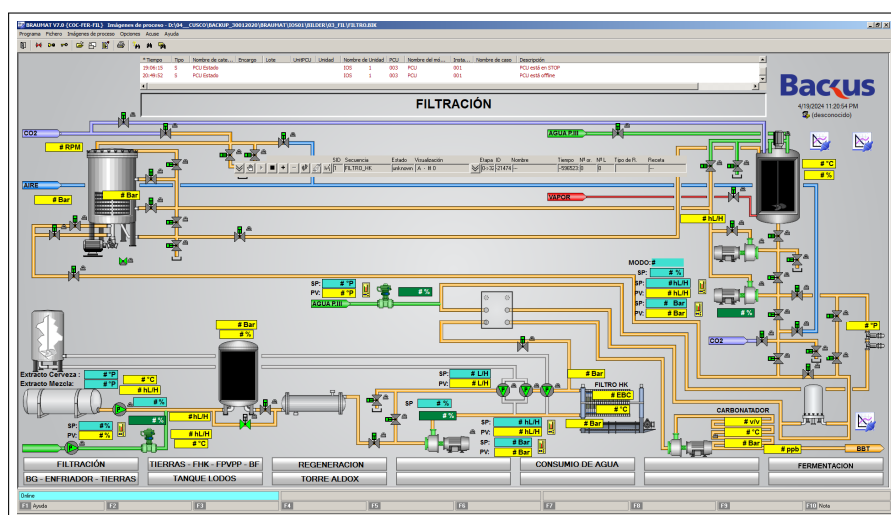 BRAUMAT V7.0 (COC-FER-FIL) Imágenes de proceso - D:\04__CUSCO\BACKUP_30012020\BRAUMAT\IOS01\BILDER\03_FIL\FILTRO.BIK
Programa Fichero Imágenes de proceso Opciones Acuse Ayuda
* Tiempo Tipo Nombre de cate... Encargo Lote UnitPCU Unidad Nombre de Unidad PCU Nombre del mó... Insta... Nombre de caso Descripción
19:06:15 S PCU Estado IOS 1 003 PCU 001 PCU está en STOP
20:49:52 S PCU Estado IOS 1 003 PCU 001 PCU está offline
Backus
FILTRACIÓN
4/19/2024 11:20:54 PM
(desconocido)
CO2
AGUA P.III
# RPM
SID Secuencia Estado Visualización Etapa ID Nombre Tiempo Nº or. Nº L Tipo de R. Receta
1 FILTRO_HK unknown A - M 0 --
# °C
# %
AIRE
# Bar
# Bar
VAPOR
# hL/H
MODO: #
SP: # %
SP: # °P
PV: # °P
# %
SP: # hL/H
PV: # hL/H
AGUA P.III
SP: # Bar
PV: # Bar
# %
# Bar
# %
# °P
CO2
Extracto Cerveza : # °P
Extracto Mezcla: # °P
# °C
# hL/H
SP: # L/H
PV: # L/H
# Bar
FILTRO HK
# EBC
# °C
# %
# hL/H
SP # %
# %
# Bar
CARBONATADOR
# v/v
# °C
# Bar
SP: # %
PV: # %
# %
# hL/H
# °C
SP: # hL/H
PV: # hL/H
SP: # Bar
PV: # Bar
# ppb
BBT
FILTRACIÓN TIERRAS - FHK - FPVPP - BF REGENERACION CONSUMIO DE AGUA FERMENTACION
BG - ENFRIADOR - TIERRAS TANQUE LODOS TORRE ALDOX
Online
F1 Ayuda F2 F3 F4 F5 F6 F7 F8 F9 F10 Nota